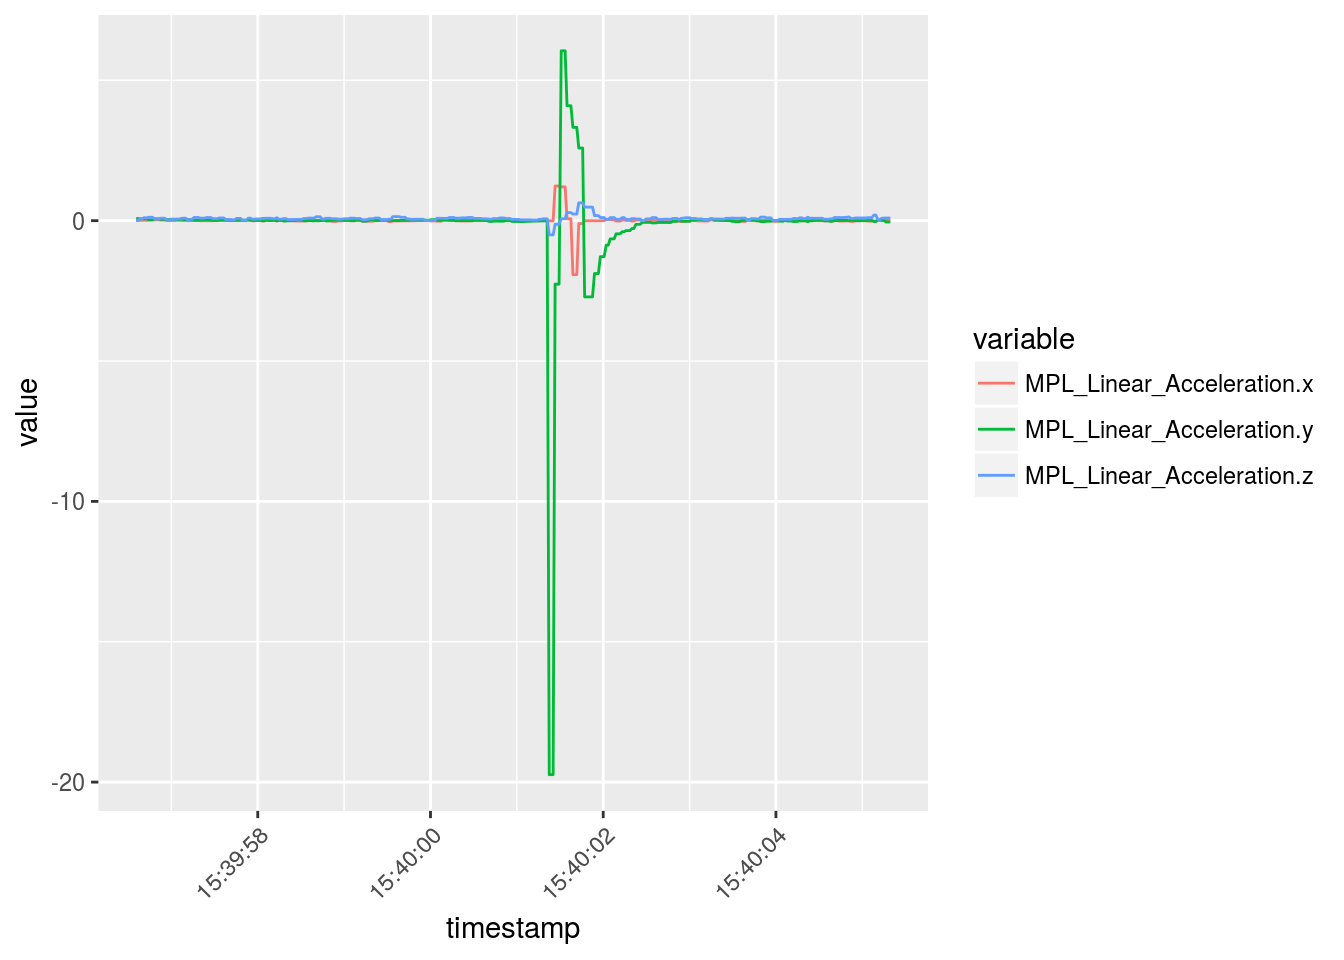 value
0
-10
-20
15:39:58
15:40:00
15:40:02
15:40:04
timestamp
variable
MPL_Linear_Acceleration.x
MPL_Linear_Acceleration.y
MPL_Linear_Acceleration.z